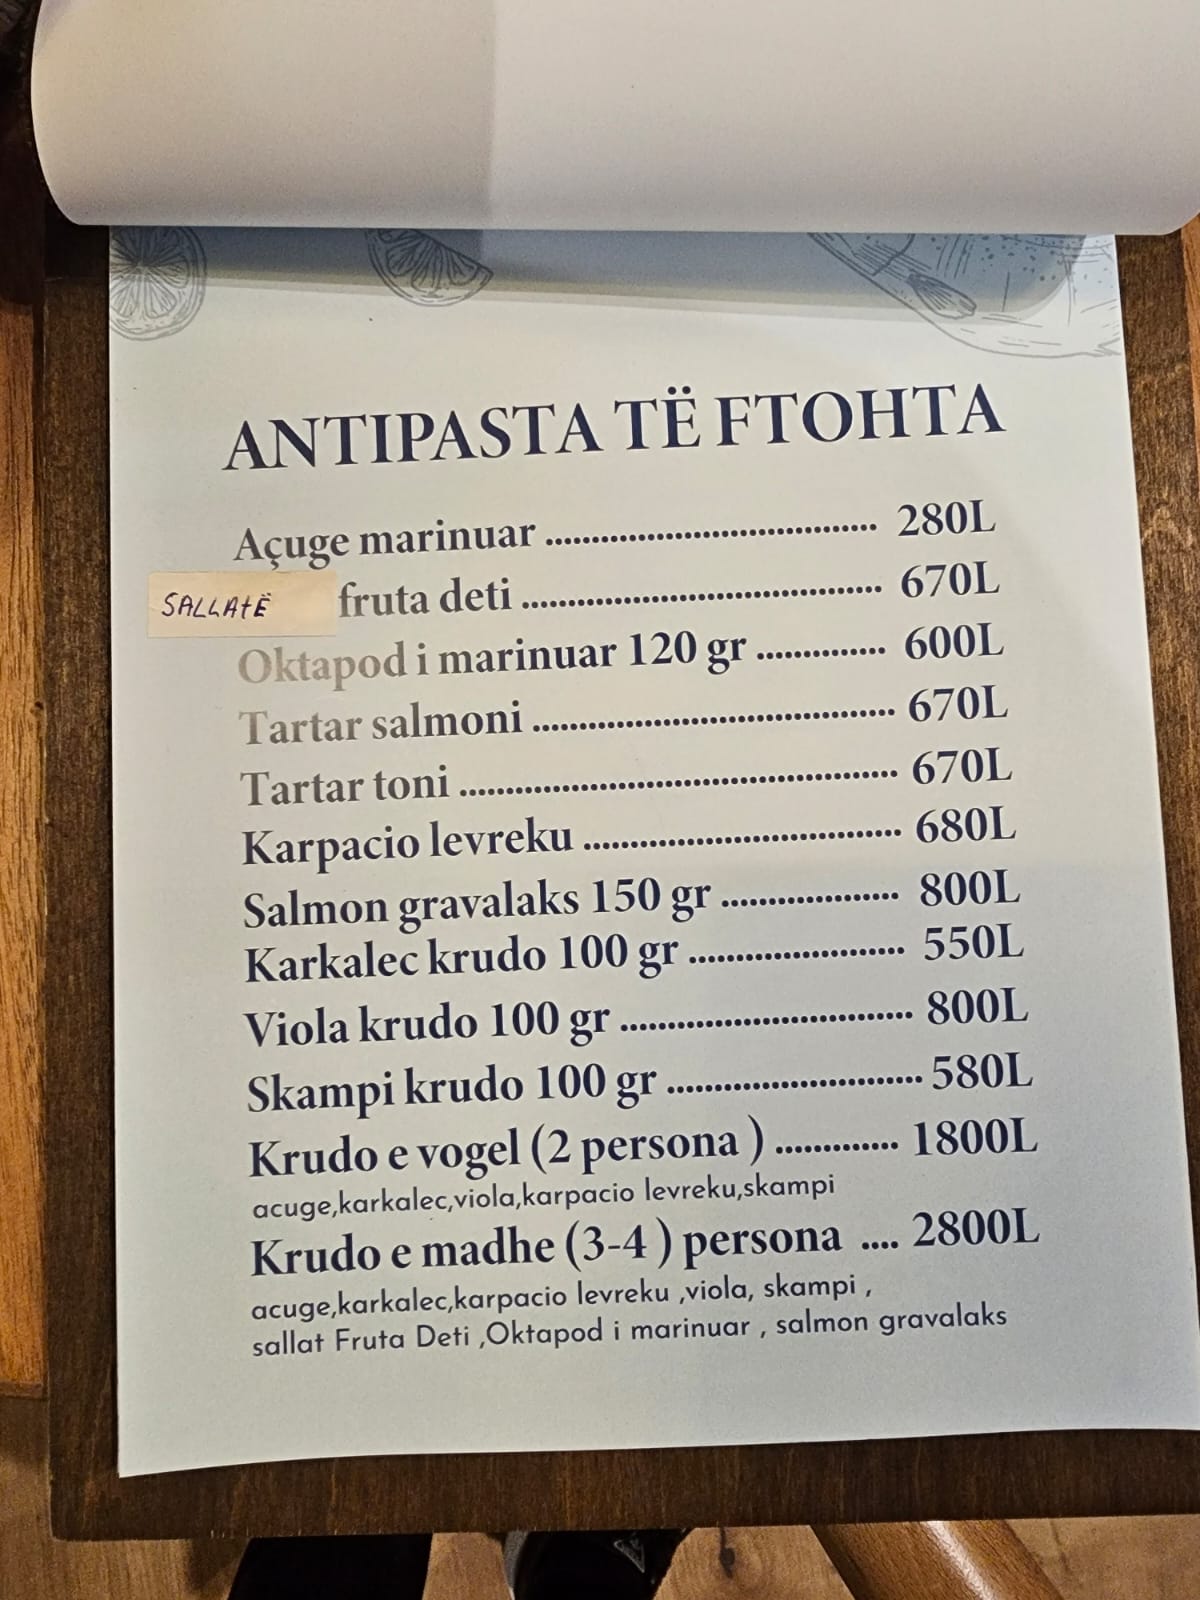 ANTIPASTA TË FTOHTA
Açuge marinuar ................................... 280L
SALLATË fruta deti ...................................... 670L
Oktapod i marinuar 120 gr .............. 600L
Tartar salmoni ...................................... 670L
Tartar toni .............................................. 670L
Karpacio levreku ................................. 680L
Salmon gravalaks 150 gr ................... 800L
Karkalec krudo 100 gr ....................... 550L
Viola krudo 100 gr ............................... 800L
Skampi krudo 100 gr ........................... 580L
Krudo e vogel (2 persona ) ............. 1800L
acuge,karkalec,viola,karpacio levreku,skampi
Krudo e madhe (3-4 ) persona .... 2800L
acuge,karkalec,karpacio levreku ,viola, skampi ,
sallat Fruta Deti ,Oktapod i marinuar , salmon gravalaks